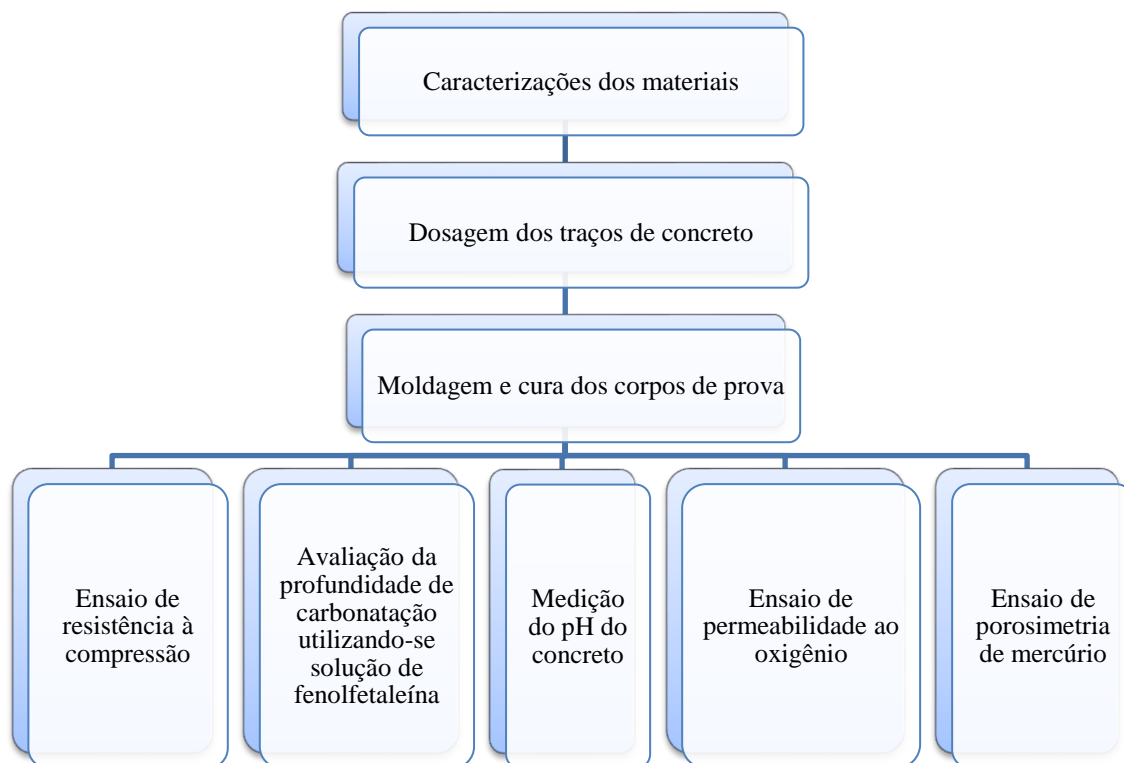 Caracterizações dos materiais
Dosagem dos traços de concreto
Moldagem e cura dos corpos de prova
Ensaio de
resistência à
compressão
Avaliação da
profundidade de
carbonatação
utilizando-se
solução de
fenolfetaleína
Medição
do pH do
concreto
Ensaio de
permeabilidade ao
oxigênio
Ensaio de
porosimetria
de mercúrio